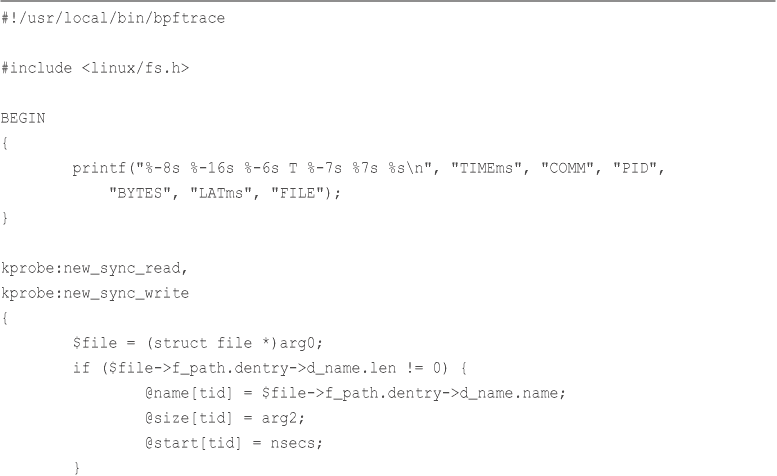 #!/usr/local/bin/bpftrace

#include <linux/fs.h>

BEGIN
{
        printf("%-8s %-16s %-6s T %-7s %7s %s\n", "TIMEms", "COMM", "PID",
            "BYTES", "LATms", "FILE");
}

kprobe:new_sync_read,
kprobe:new_sync_write
{
        $file = (struct file *)arg0;
        if ($file->f_path.dentry->d_name.len != 0) {
                @name[tid] = $file->f_path.dentry->d_name.name;
                @size[tid] = arg2;
                @start[tid] = nsecs;
        }